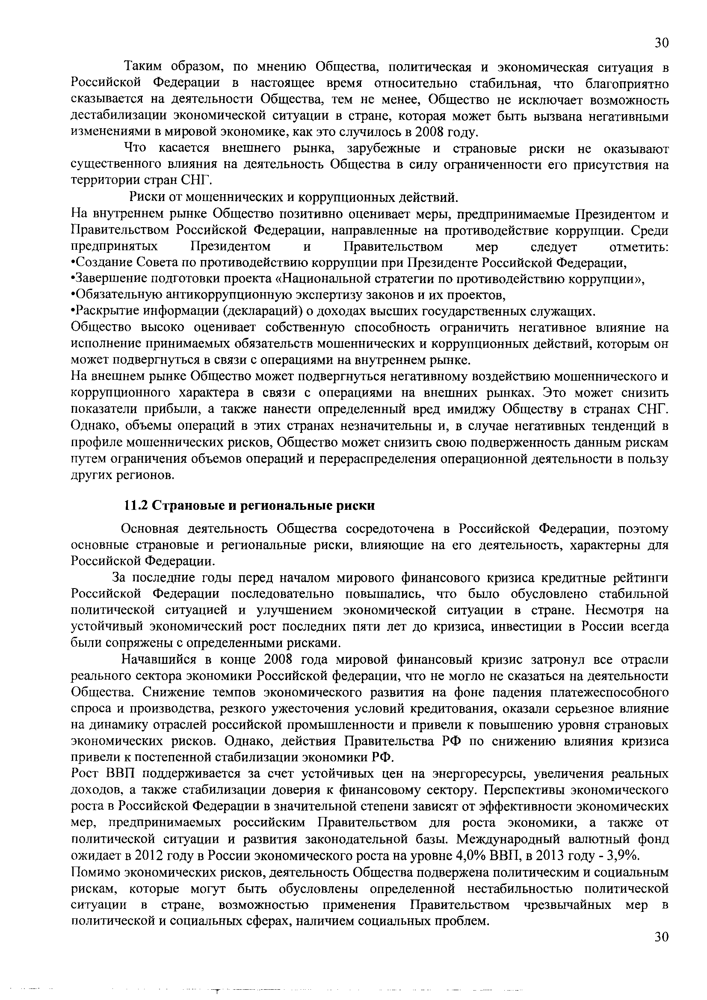 30
Таким образом, по мнению Общества, политическая и экономическая ситуация в
Российской Федерации в настоящее время относительно стабильная, что благоприятно
сказывается на деятельности Общества, тем не менее, Общество не исключает возможность
дестабилизации экономической ситуации в стране, которая может быть вызвана негативными
изменениями в мировой экономике, как это случилось в 2008 году.
Что касается внешнего рынка, зарубежные и страновые риски не оказывают
существенного влияния на деятельность Общества в силу ограниченности его присутствия на
территории стран СНГ.
Риски от мошеннических и коррупционных действий.
На внутреннем рынке Общество позитивно оценивает меры, предпринимаемые Президентом и
Правительством Российской Федерации, направленные на противодействие коррупции. Среди
предпринятых Президентом и Правительством мер следует отметить:
•Создание Совета по противодействию коррупции при Президенте Российской Федерации,
•Завершение подготовки проекта «Национальной стратегии по противодействию коррупции»,
•Обязательную антикоррупционную экспертизу законов и их проектов,
•Раскрытие информации (деклараций) о доходах высших государственных служащих.
Общество высоко оценивает собственную способность ограничить негативное влияние на
исполнение принимаемых обязательств мошеннических и коррупционных действий, которым он
может подвергнуться в связи с операциями на внутреннем рынке.
На внешнем рынке Общество может подвергнуться негативному воздействию мошеннического и
коррупционного характера в связи с операциями на внешних рынках. Это может снизить
показатели прибыли, а также нанести определенный вред имиджу Обществу в странах СНГ.
Однако, объемы операций в этих странах незначительны и, в случае негативных тенденций в
профиле мошеннических рисков, Общество может снизить свою подверженность данным рискам
путем ограничения объемов операций и перераспределения операционной деятельности в пользу
других регионов.
11.2 Страновые и региональные риски
Основная деятельность Общества сосредоточена в Российской Федерации, поэтому
основные страновые и региональные риски, влияющие на его деятельность, характерны для
Российской Федерации.
За последние годы перед началом мирового финансового кризиса кредитные рейтинги
Российской Федерации последовательно повышались, что было обусловлено стабильной
политической ситуацией и улучшением экономической ситуации в стране. Несмотря на
устойчивый экономический рост последних пяти лет до кризиса, инвестиции в России всегда
были сопряжены с определенными рисками.
Начавшийся в конце 2008 года мировой финансовый кризис затронул все отрасли
реального сектора экономики Российской федерации, что не могло не сказаться на деятельности
Общества. Снижение темпов экономического развития на фоне падения платежеспособного
спроса и производства, резкого ужесточения условий кредитования, оказали серьезное влияние
на динамику отраслей российской промышленности и привели к повышению уровня страновых
экономических рисков. Однако, действия Правительства РФ по снижению влияния кризиса
привели к постепенной стабилизации экономики РФ.
Рост ВВП поддерживается за счет устойчивых цен на энергоресурсы, увеличения реальных
доходов, а также стабилизации доверия к финансовому сектору. Перспективы экономического
роста в Российской Федерации в значительной степени зависят от эффективности экономических
мер, предпринимаемых российским Правительством для роста экономики, а также от
политической ситуации и развития законодательной базы. Международный валютный фонд
ожидает в 2012 году в России экономического роста на уровне 4,0% ВВП, в 2013 году - 3,9%.
Помимо экономических рисков, деятельность Общества подвержена политическим и социальным
рискам, которые могут быть обусловлены определенной нестабильностью политической
ситуации в стране, возможностью применения Правительством чрезвычайных мер в
политической и социальных сферах, наличием социальных проблем.
30